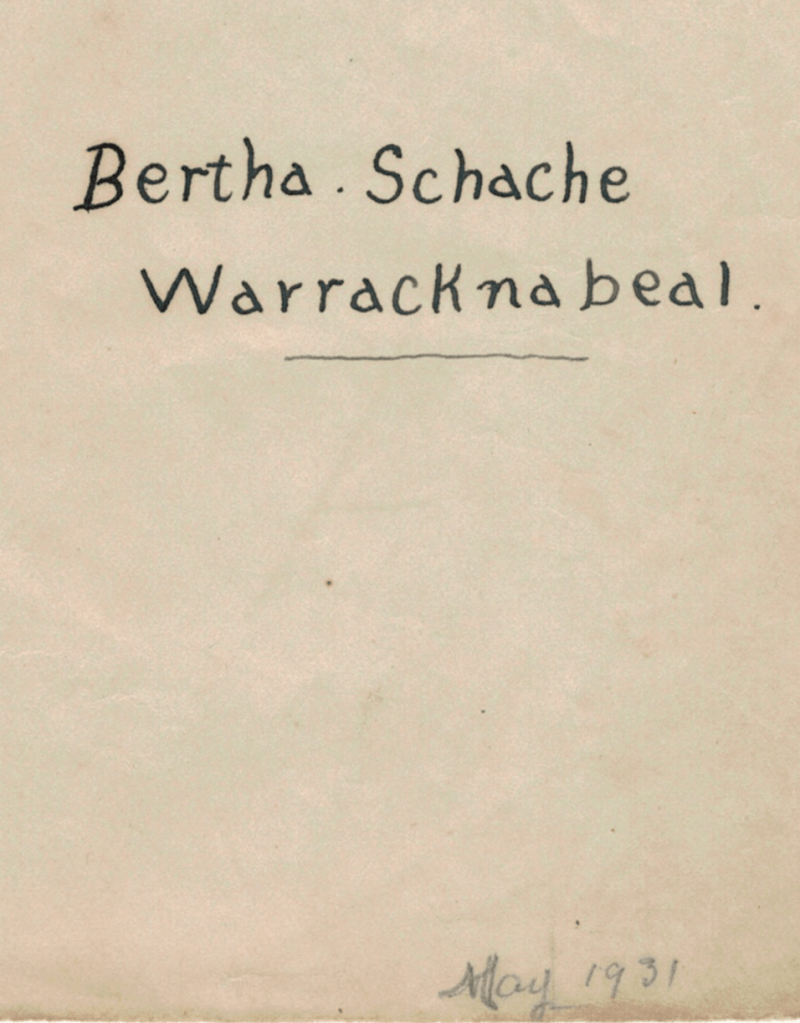 Bertha. Schache
Warracknabeal.
May 1931